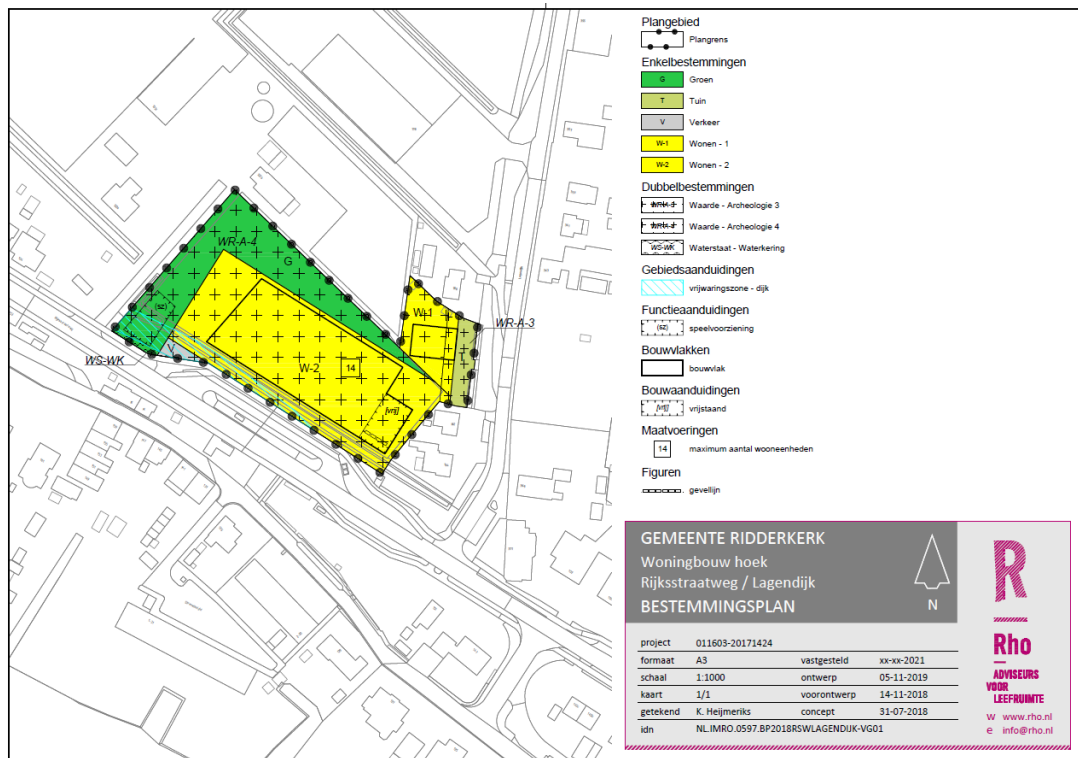 WR-A-4
G
(sz)
W-1
WR-A-3
T
V
WS-WK
W-2
14
[vrij]
Plangebied
Plangrens
Enkelbestemmingen
G Groen
T Tuin
V Verkeer
W-1 Wonen - 1
W-2 Wonen - 2
Dubbelbestemmingen
WR-A-3 Waarde - Archeologie 3
WR-A-4 Waarde - Archeologie 4
WS-WK Waterstaat - Waterkering
Gebiedsaanduidingen
vrijwaringszone - dijk
Functieaanduidingen
(sz) speelvoorziening
Bouwvlakken
bouwvlak
Bouwaanduidingen
[vrij] vrijstaand
Maatvoeringen
14 maximum aantal wooneenheden
Figuren
gevellijn
GEMEENTE RIDDERKERK
Woningbouw hoek
Rijksstraatweg / Lagendijk
BESTEMMINGSPLAN
N
project 011603-20171424
formaat A3 vastgesteld xx-xx-2021
schaal 1:1000 ontwerp 05-11-2019
kaart 1/1 voorontwerp 14-11-2018
getekend K. Heijmeriks concept 31-07-2018
idn NL.IMRO.0597.BP2018RSWLAGENDIJK-VG01
R
Rho
ADVISEURS
VOOR
LEEFRUIMTE
w www.rho.nl
e info@rho.nl